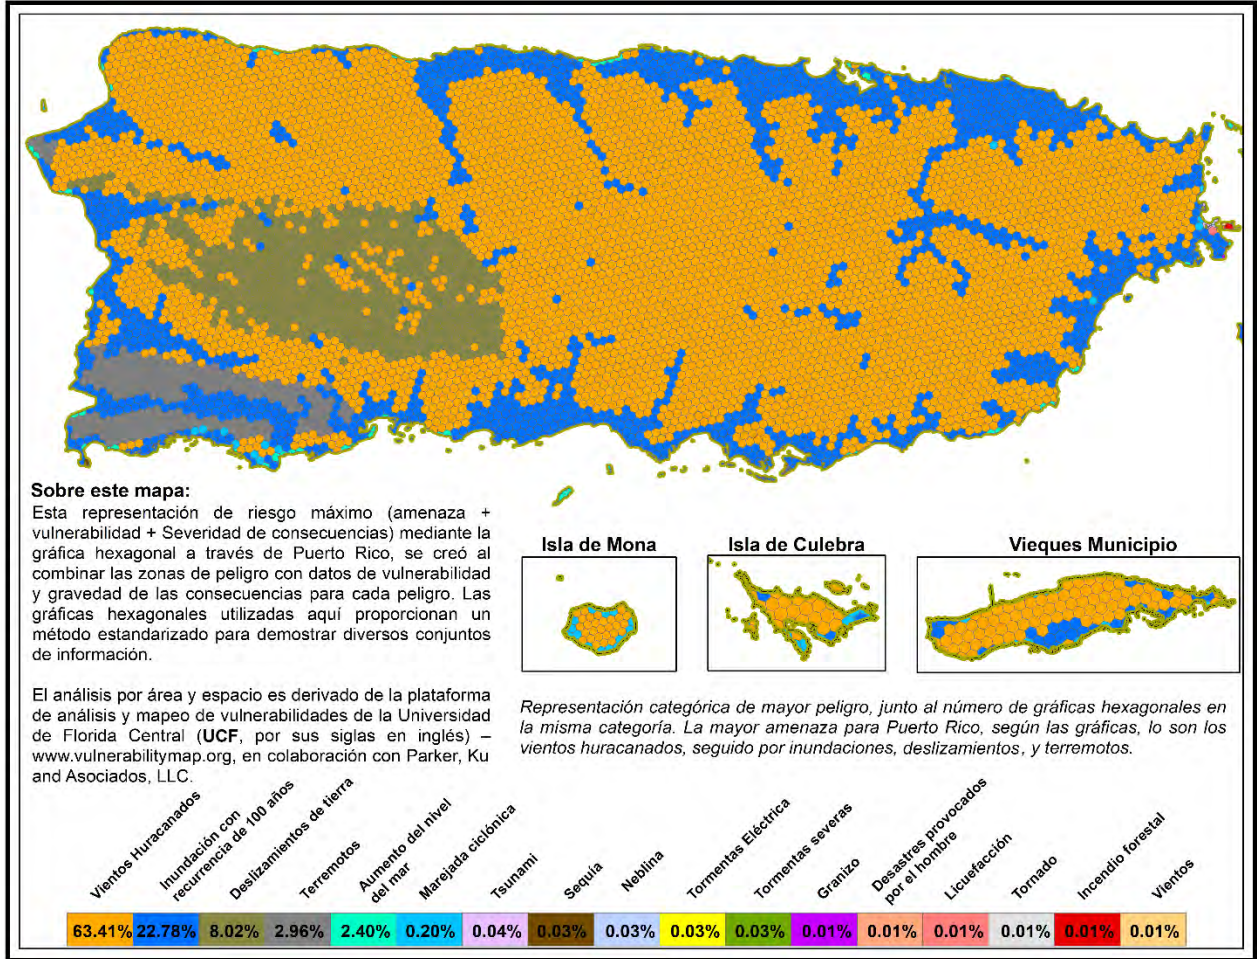 Sobre este mapa:
Esta representación de riesgo máximo (amenaza +
vulnerabilidad + Severidad de consecuencias) mediante la
gráfica hexagonal a través de Puerto Rico, se creó al
combinar las zonas de peligro con datos de vulnerabilidad
y gravedad de las consecuencias para cada peligro. Las
gráficas hexagonales utilizadas aquí proporcionan un
método estandarizado para demostrar diversos conjuntos
de información.
El análisis por área y espacio es derivado de la plataforma
de análisis y mapeo de vulnerabilidades de la Universidad
de Florida Central (UCF, por sus siglas en inglés) –
www.vulnerabilitymap.org, en colaboración con Parker, Ku
and Asociados, LLC.
Isla de Mona
Isla de Culebra
Vieques Municipio
Representación categórica de mayor peligro, junto al número de gráficas hexagonales en
la misma categoría. La mayor amenaza para Puerto Rico, según las gráficas, lo son los
vientos huracanados, seguido por inundaciones, deslizamientos, y terremotos.
Vientos Huracanados
Inundación con
recurrencia de 100 años
Deslizamientos de tierra
Terremotos
Aumento del nivel
del mar
Marejada ciclónica
Tsunami
Sequía
Neblina
Tormentas Eléctrica
Tormentas severas
Granizo
Desastres provocados
por el hombre
Licuefacción
Tornado
Incendio forestal
Vientos
63.41% 22.78% 8.02% 2.96% 2.40% 0.20% 0.04% 0.03% 0.03% 0.03% 0.03% 0.01% 0.01% 0.01% 0.01% 0.01% 0.01%